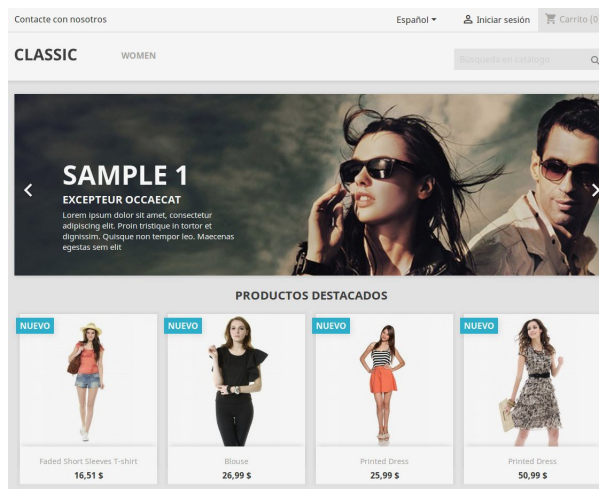 Contacte con nosotros
Español
Iniciar sesión
Carrito (0
CLASSIC
WOMEN
Búsqueda en catálogo
SAMPLE 1
EXCEPTEUR OCCAECAT
Lorem ipsum dolor sit amet, consectetur
adipiscing elit. Proin tristique in tortor et
dignissim. Quisque non tempor leo. Maecenas
egestas sem elit
PRODUCTOS DESTACADOS
NUEVO
NUEVO
NUEVO
NUEVO
Faded Short Sleeves T-shirt
Blouse
Printed Dress
Printed Dress
16,51 $
26,99 $
25,99 $
50,99 $